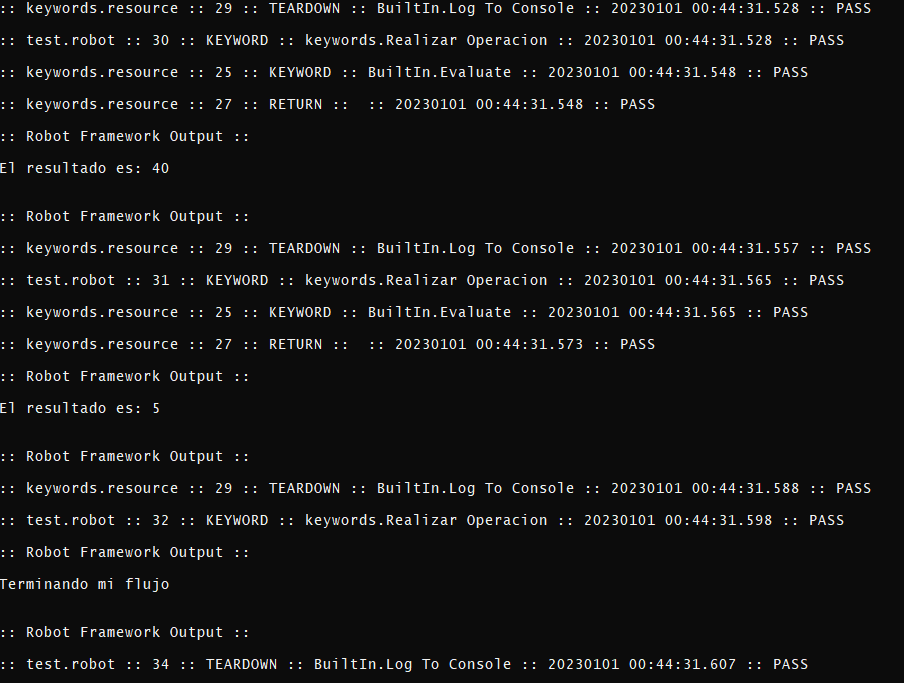 :: keywords.resource :: 29 :: TEARDOWN :: BuiltIn.Log To Console :: 20230101 00:44:31.528 :: PASS
:: test.robot :: 30 :: KEYWORD :: keywords.Realizar Operacion :: 20230101 00:44:31.528 :: PASS
:: keywords.resource :: 25 :: KEYWORD :: BuiltIn.Evaluate :: 20230101 00:44:31.548 :: PASS
:: keywords.resource :: 27 :: RETURN ::  :: 20230101 00:44:31.548 :: PASS
:: Robot Framework Output ::
El resultado es: 40
:: Robot Framework Output ::
:: keywords.resource :: 29 :: TEARDOWN :: BuiltIn.Log To Console :: 20230101 00:44:31.557 :: PASS
:: test.robot :: 31 :: KEYWORD :: keywords.Realizar Operacion :: 20230101 00:44:31.565 :: PASS
:: keywords.resource :: 25 :: KEYWORD :: BuiltIn.Evaluate :: 20230101 00:44:31.565 :: PASS
:: keywords.resource :: 27 :: RETURN ::  :: 20230101 00:44:31.573 :: PASS
:: Robot Framework Output ::
El resultado es: 5
:: Robot Framework Output ::
:: keywords.resource :: 29 :: TEARDOWN :: BuiltIn.Log To Console :: 20230101 00:44:31.588 :: PASS
:: test.robot :: 32 :: KEYWORD :: keywords.Realizar Operacion :: 20230101 00:44:31.598 :: PASS
:: Robot Framework Output ::
Terminando mi flujo
:: Robot Framework Output ::
:: test.robot :: 34 :: TEARDOWN :: BuiltIn.Log To Console :: 20230101 00:44:31.607 :: PASS